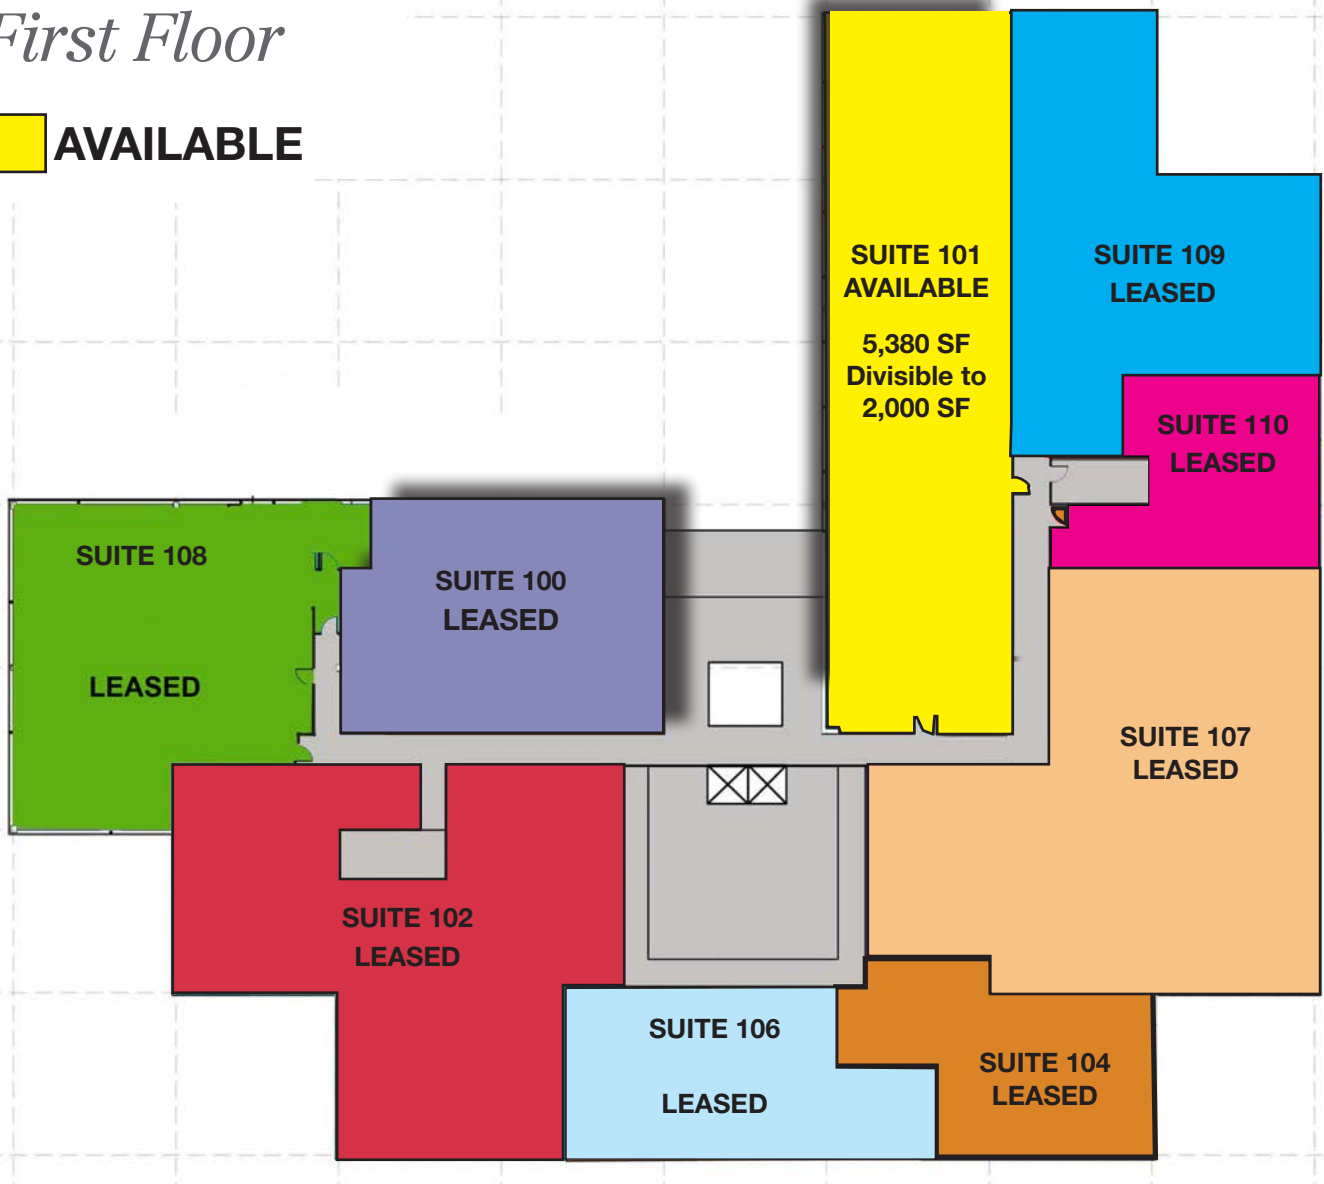 First Floor
AVAILABLE
SUITE 101
AVAILABLE
5,380 SF
Divisible to
2,000 SF
SUITE 109
LEASED
SUITE 110
LEASED
SUITE 108
LEASED
SUITE 100
LEASED
SUITE 107
LEASED
SUITE 102
LEASED
SUITE 106
LEASED
SUITE 104
LEASED